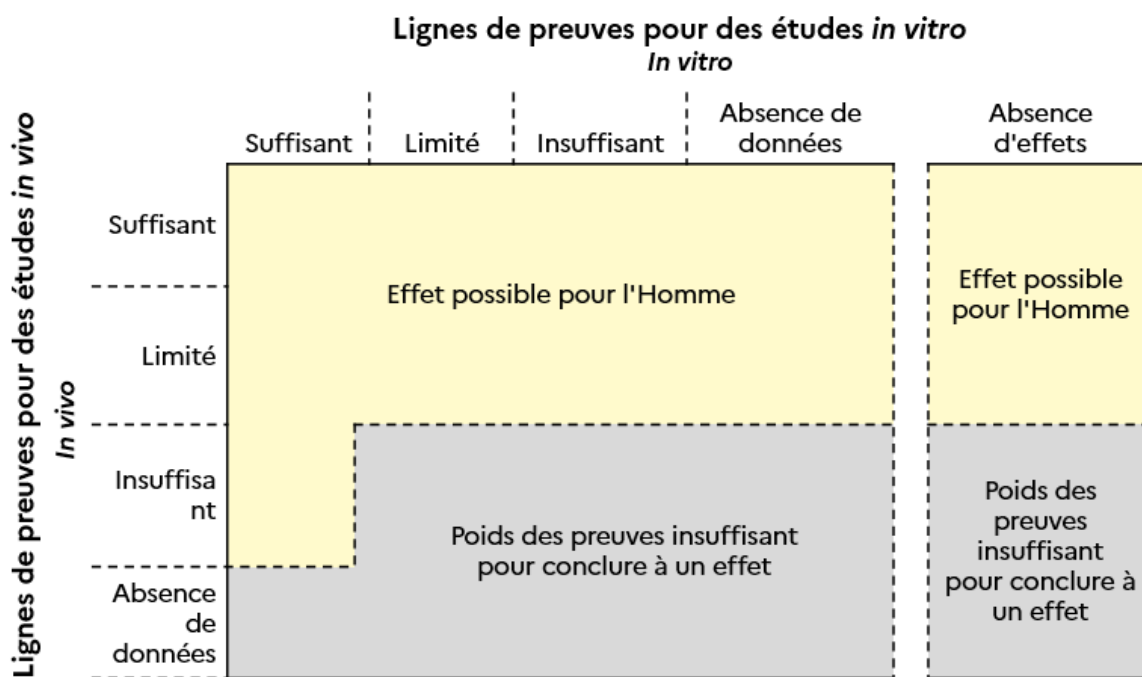 Lignes de preuves pour des études in vitro
In vitro
Suffisant
Limité
Insuffisant
Absence de
données
Absence
d'effets
Lignes de preuves pour des études in vivo
In vivo
Suffisant
Limité
Insuffisa
nt
Absence
de
données
Effet possible pour l'Homme
Effet possible
pour l'Homme
Poids des preuves insuffisant
pour conclure à un effet
Poids des
preuves
insuffisant
pour conclure à
un effet